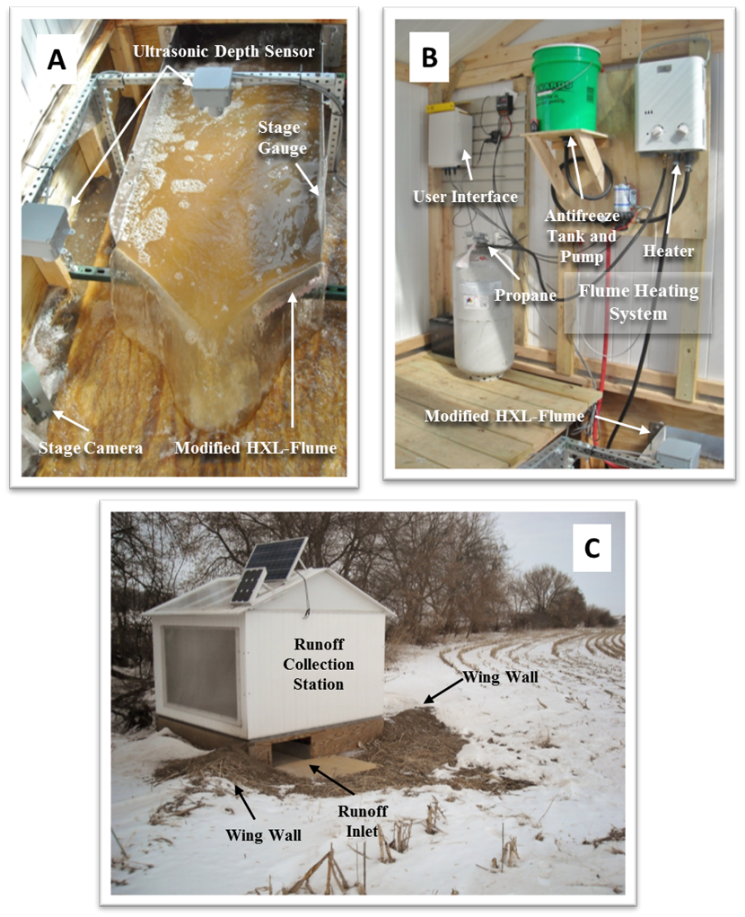 A
Ultrasonic Depth Sensor
Stage
Gauge
Stage Camera
Modified HXL-Flume
B
User Interface
Antifreeze
Tank and
Pump
Heater
Propane
Flume Heating
System
Modified HXL-Flume
C
Runoff
Collection
Station
Wing Wall
Wing Wall
Runoff
Inlet